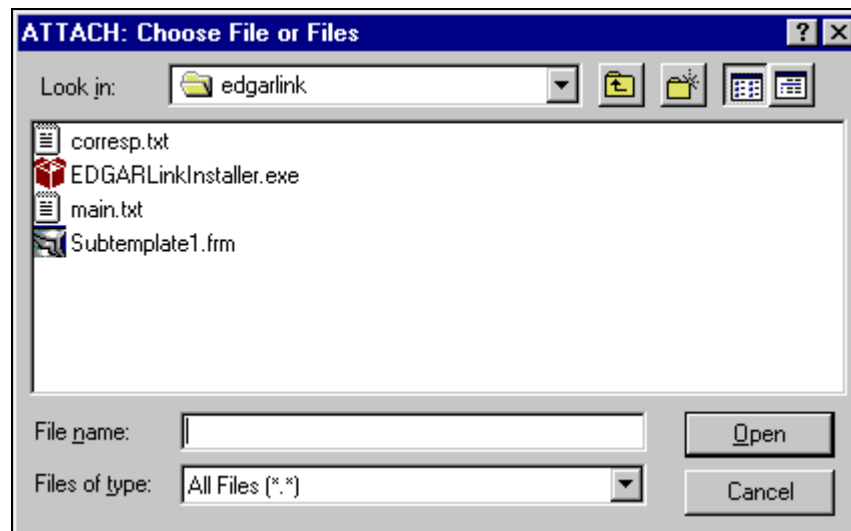 ATTACH: Choose File or Files
Look in: edgarlink
corresp.txt
EDGARLinkInstaller.exe
main.txt
Subtemplate1.frm
File name: Open
Files of type: All Files (*.*) Cancel